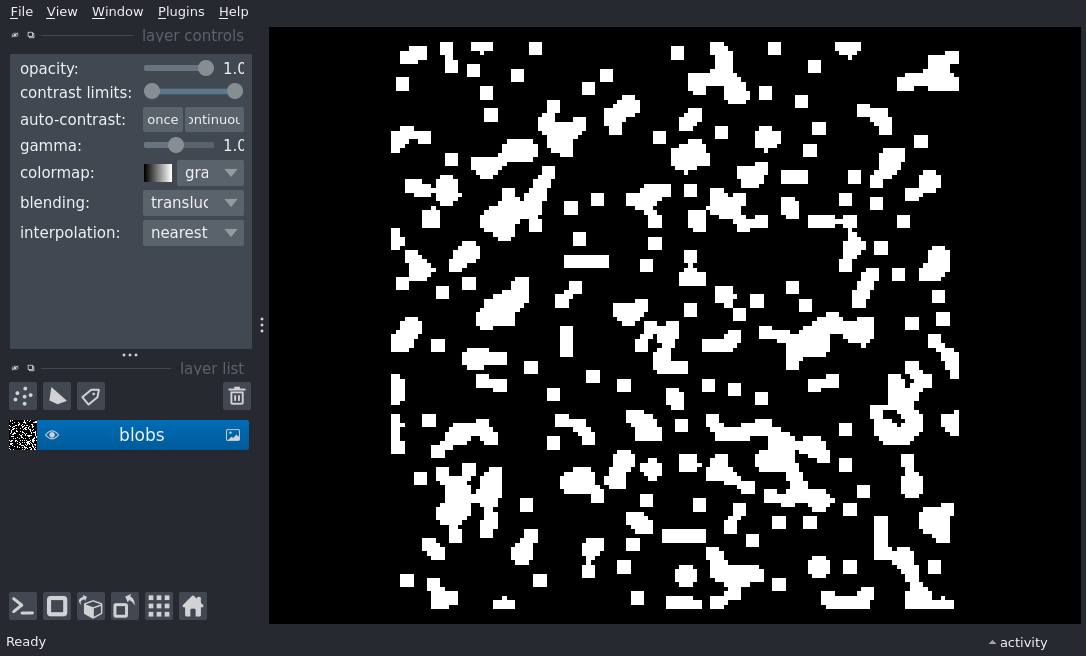 File View Window Plugins Help
layer controls
opacity: 1.0
contrast limits:
auto-contrast: once ontinuou
gamma: 1.0
colormap: gra
blending: transluc
interpolation: nearest
layer list
blobs
Ready
activity